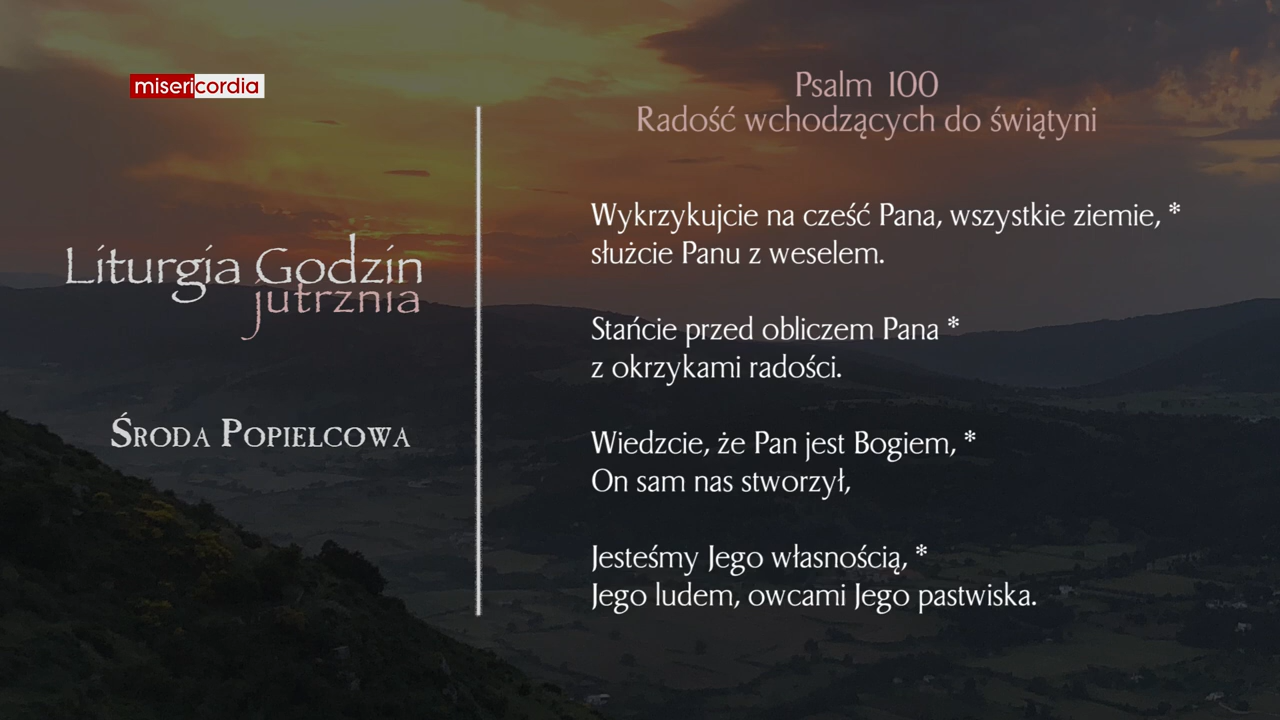 misericordia
Liturgia Godzin
jutrznia
Środa Popielcowa
Psalm 100
Radość wchodzących do świątyni
Wykrzykujcie na cześć Pana, wszystkie ziemie, *
służcie Panu z weselem.
Stańcie przed obliczem Pana *
z okrzykami radości.
Wiedzcie, że Pan jest Bogiem, *
On sam nas stworzył,
Jesteśmy Jego własnością, *
Jego ludem, owcami Jego pastwiska.